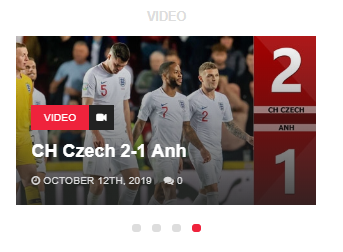 VIDEO
2
CH CZECH
ANH
1
VIDEO
CH Czech 2-1 Anh
OCTOBER 12TH, 2019 0